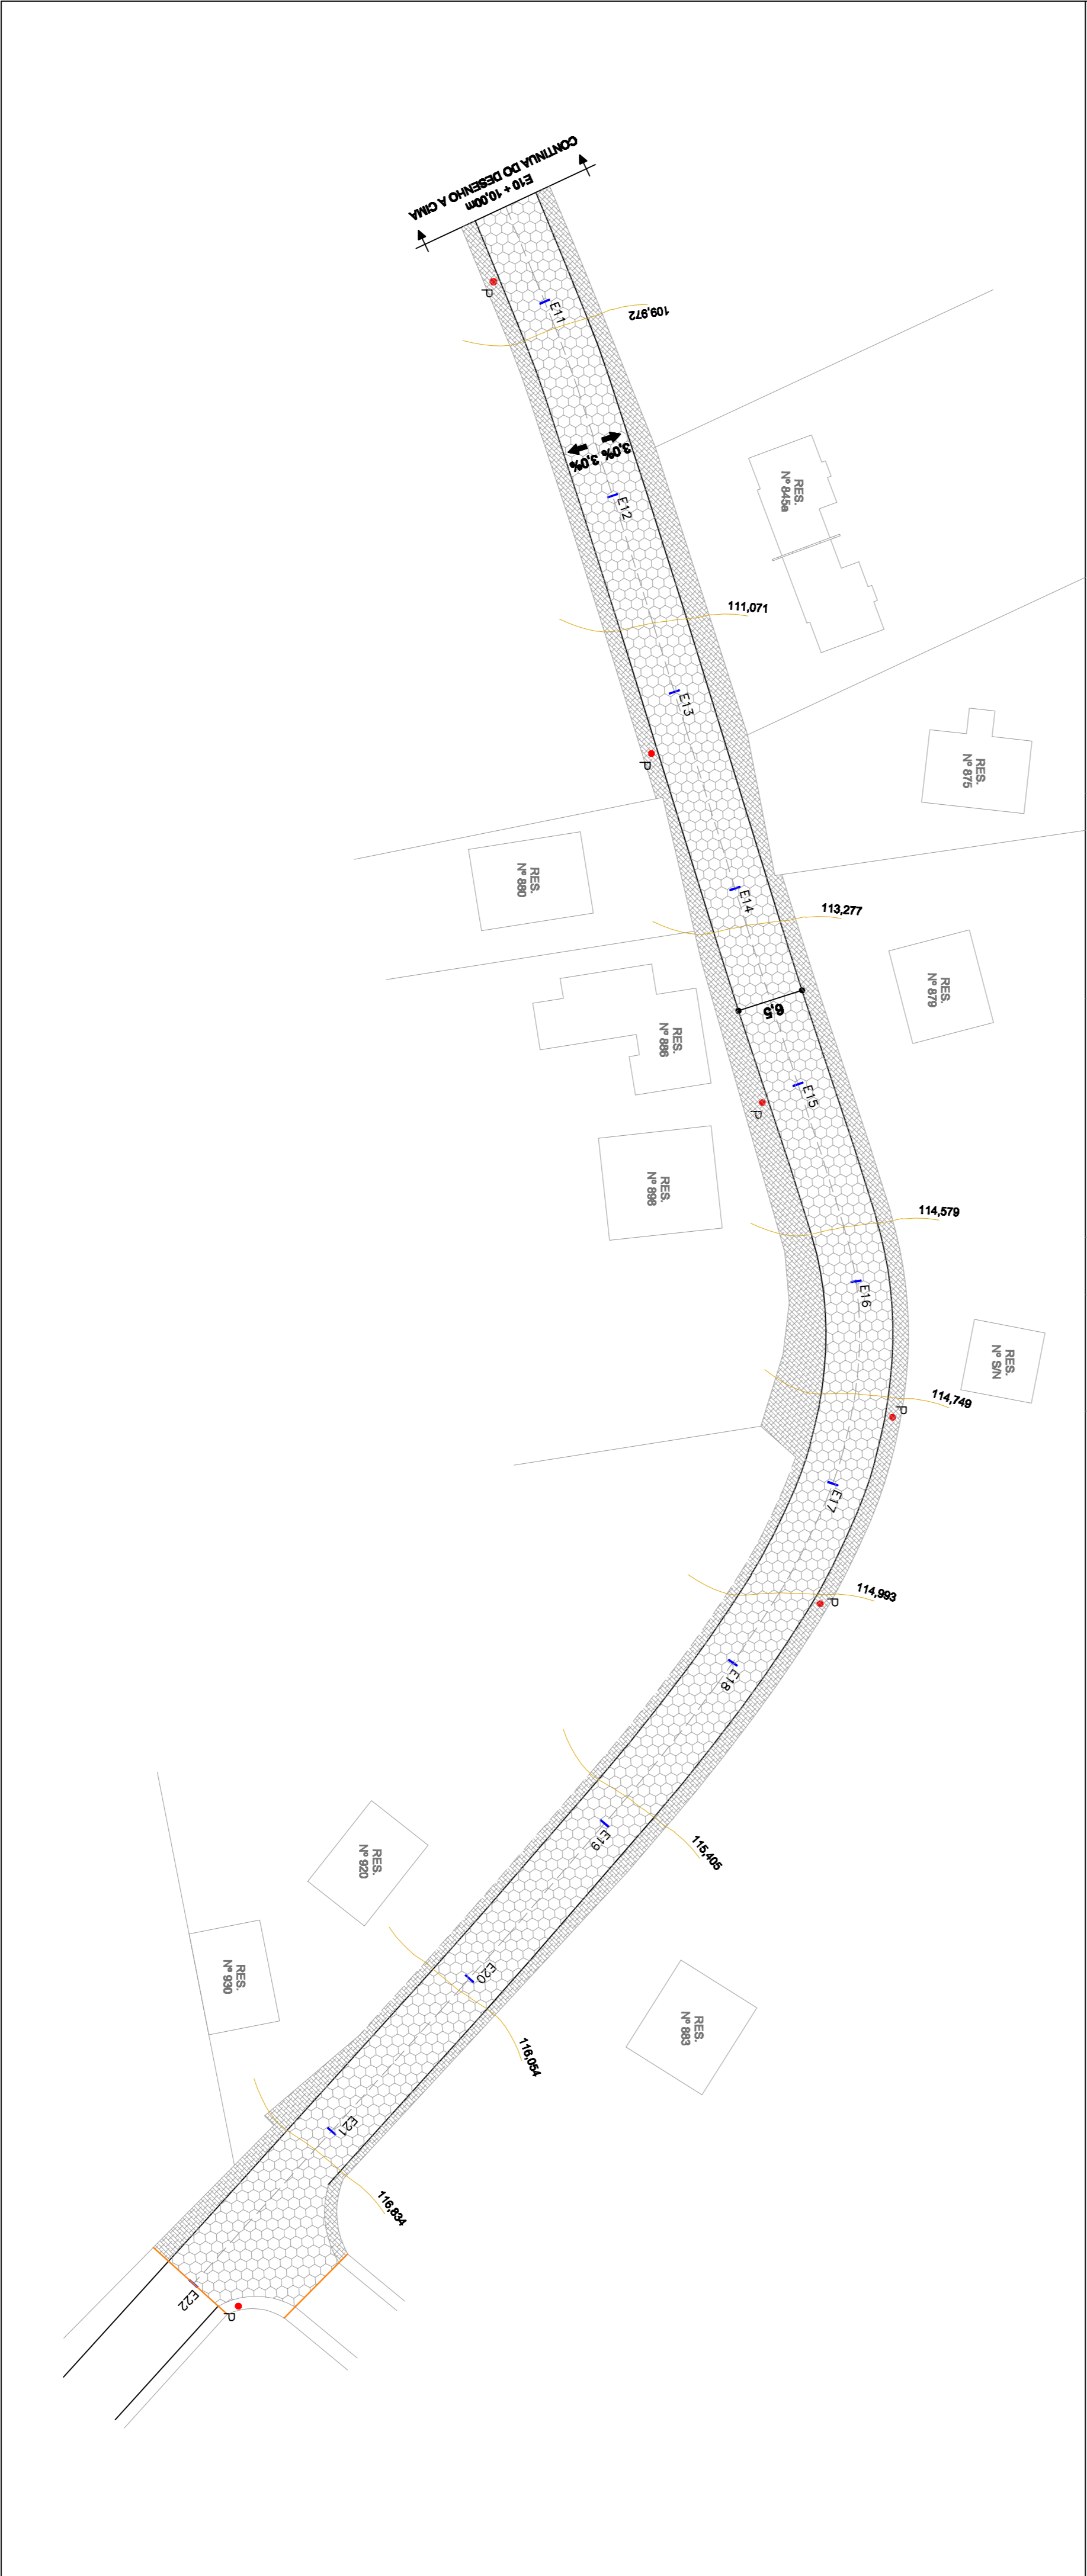 CONTINUA DO DESENHO A CIMA
E10 + 10,00m
P
E11
109,972
3,0%
3,0%
RES.
Nº 845a
E12
111,071
E13
P
RES.
Nº 875
RES.
Nº 880
E14
113,277
RES.
Nº 879
6,5
RES.
Nº 886
E15
P
RES.
Nº 898
114,579
E16
RES.
Nº S/N
114,749
P
E17
114,993
P
E18
E19
115,405
RES.
Nº 920
E20
RES.
Nº 930
RES.
Nº 883
116,054
E21
116,834
E22
P